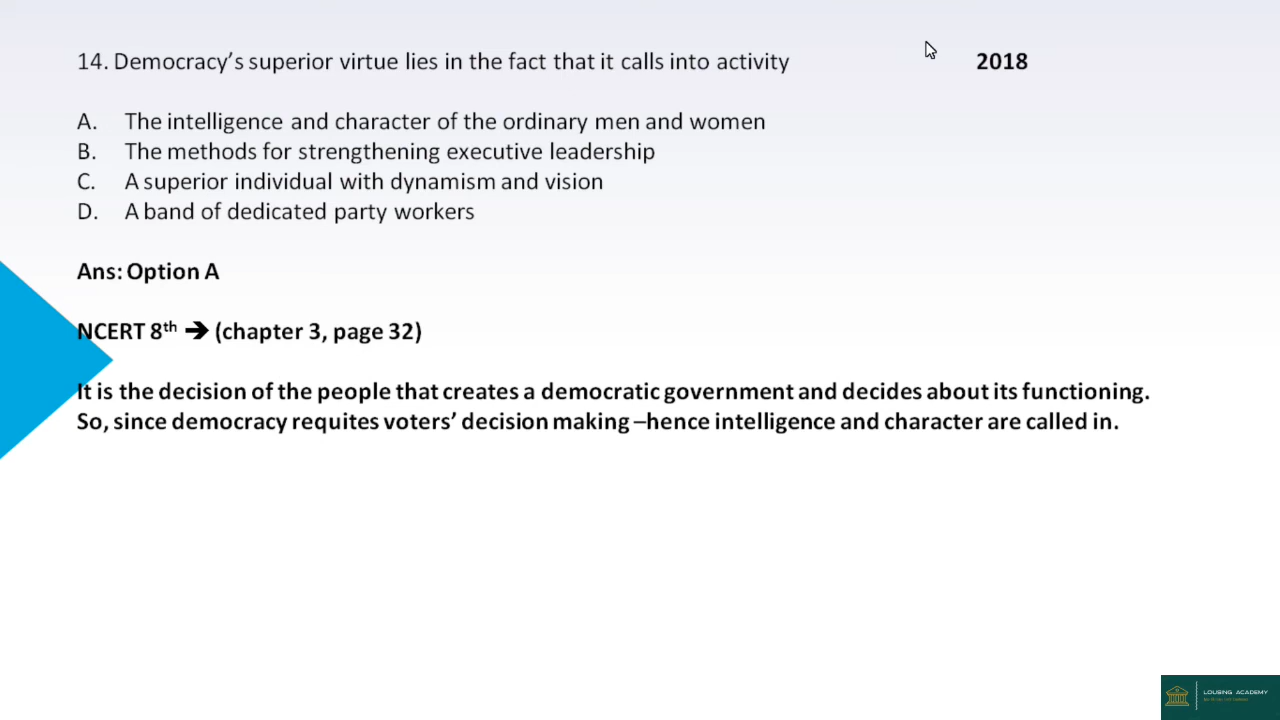 14. Democracy’s superior virtue lies in the fact that it calls into activity 2018
A. The intelligence and character of the ordinary men and women
B. The methods for strengthening executive leadership
C. A superior individual with dynamism and vision
D. A band of dedicated party workers
Ans: Option A
NCERT 8th ➔ (chapter 3, page 32)
It is the decision of the people that creates a democratic government and decides about its functioning.
So, since democracy requites voters’ decision making –hence intelligence and character are called in.
LOUSING ACADEMY